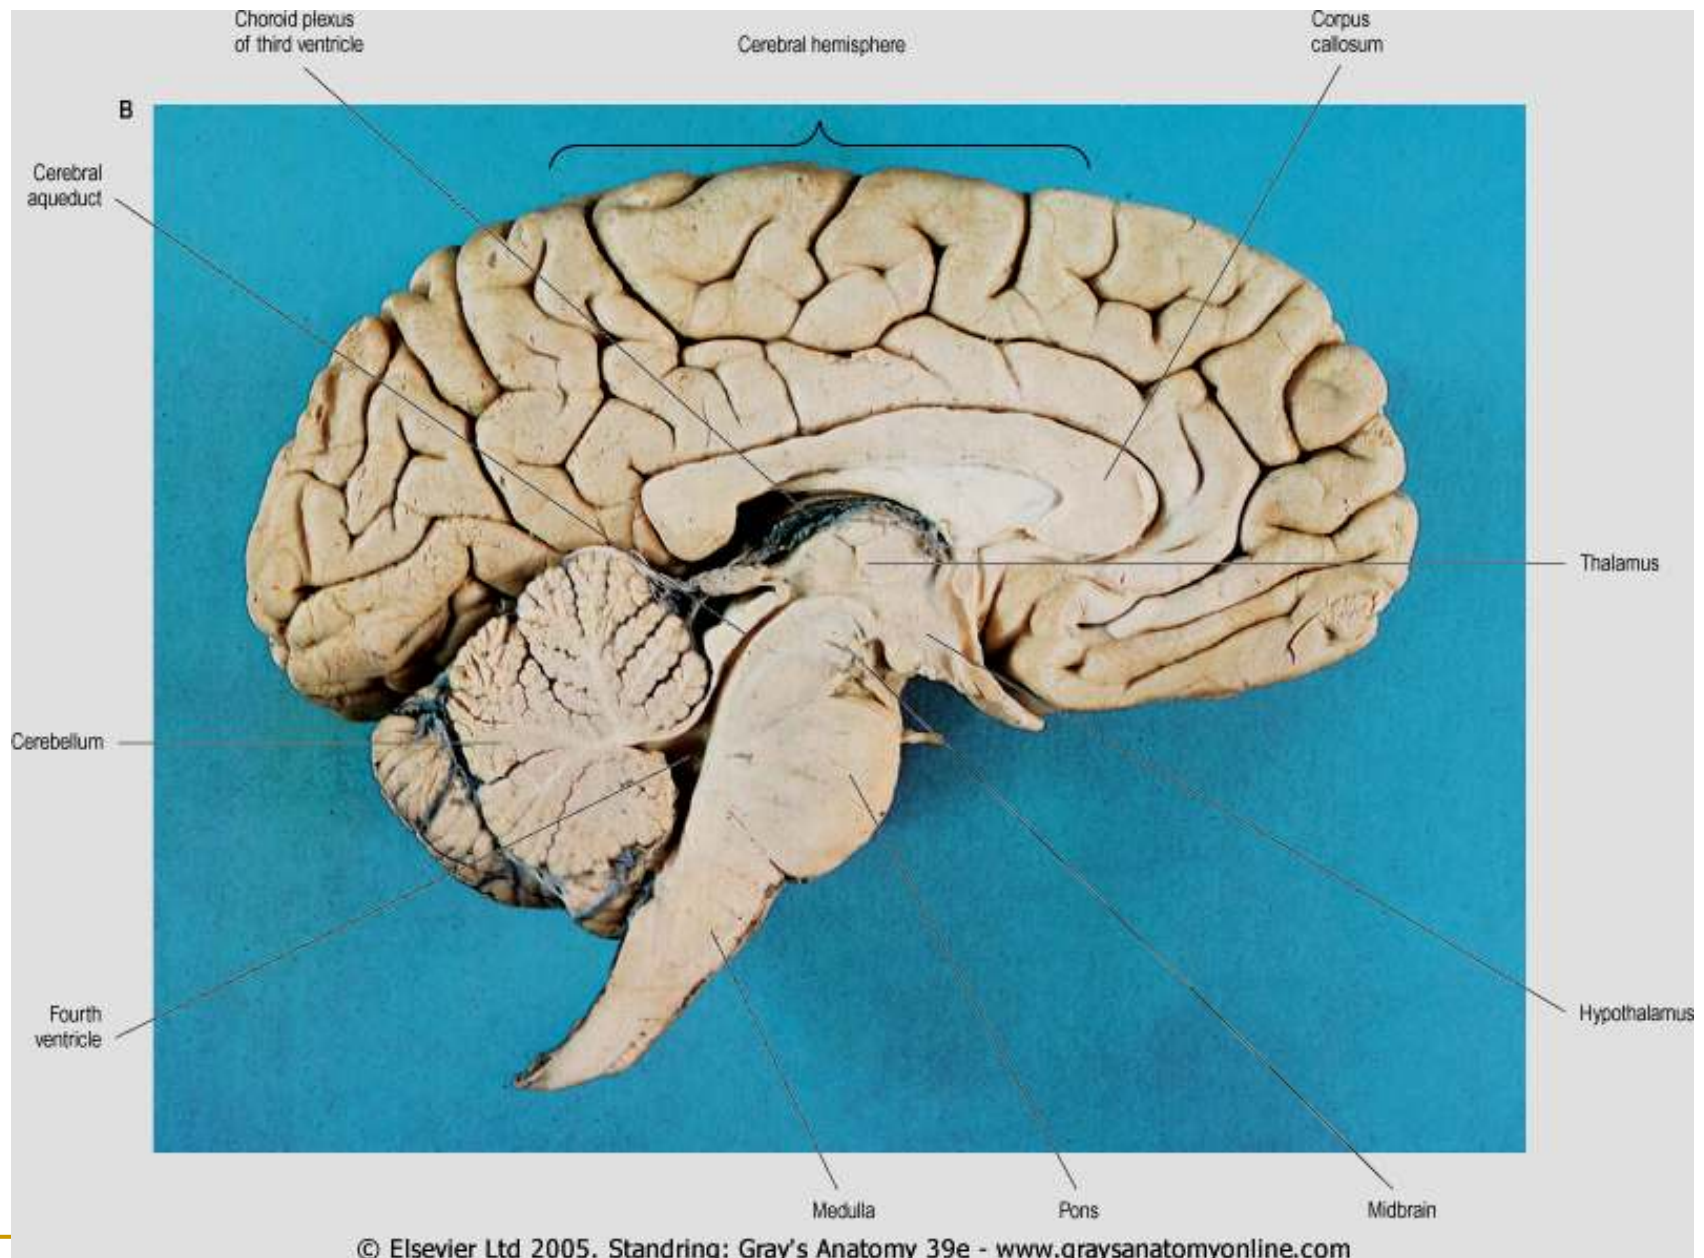 Choroid plexus
of third ventricle
Cerebral hemisphere
Corpus
callosum
B
Cerebral
aqueduct
Thalamus
Cerebellum
Fourth
ventricle
Hypothalamus
Medulla
Pons
Midbrain
© Elsevier Ltd 2005. Standring: Gray's Anatomy 39e - www.graysanatomyonline.com